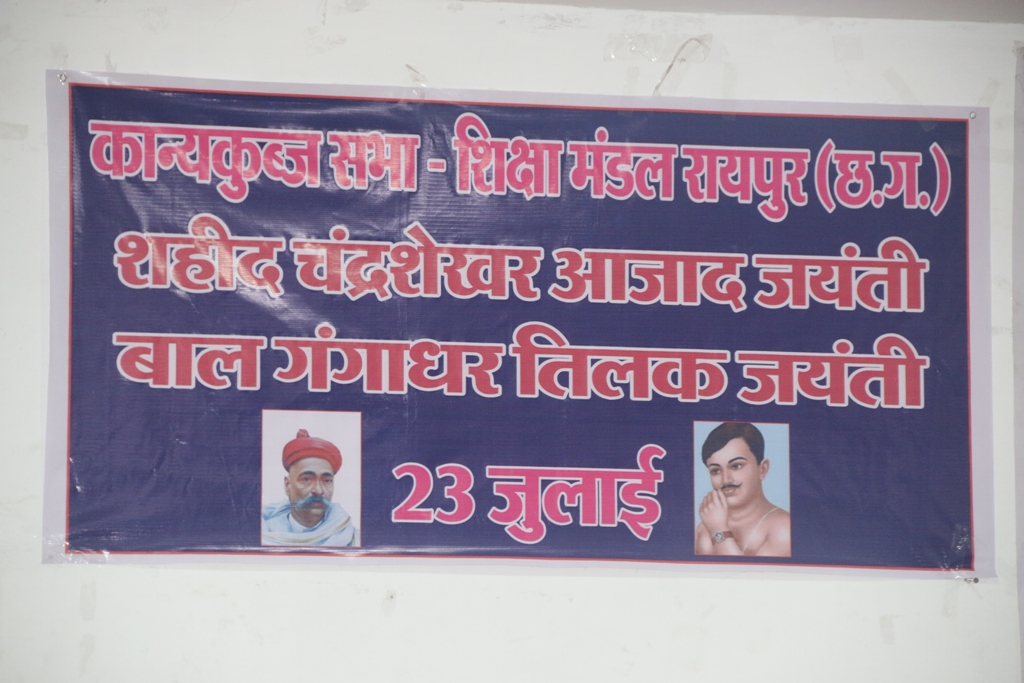 कान्यकुब्ज सभा - शिक्षा मंडल रायपुर (छ.ग.)
शहीद चंद्रशेखर आजाद जयंती
बाल गंगाधर तिलक जयंती
23 जुलाई